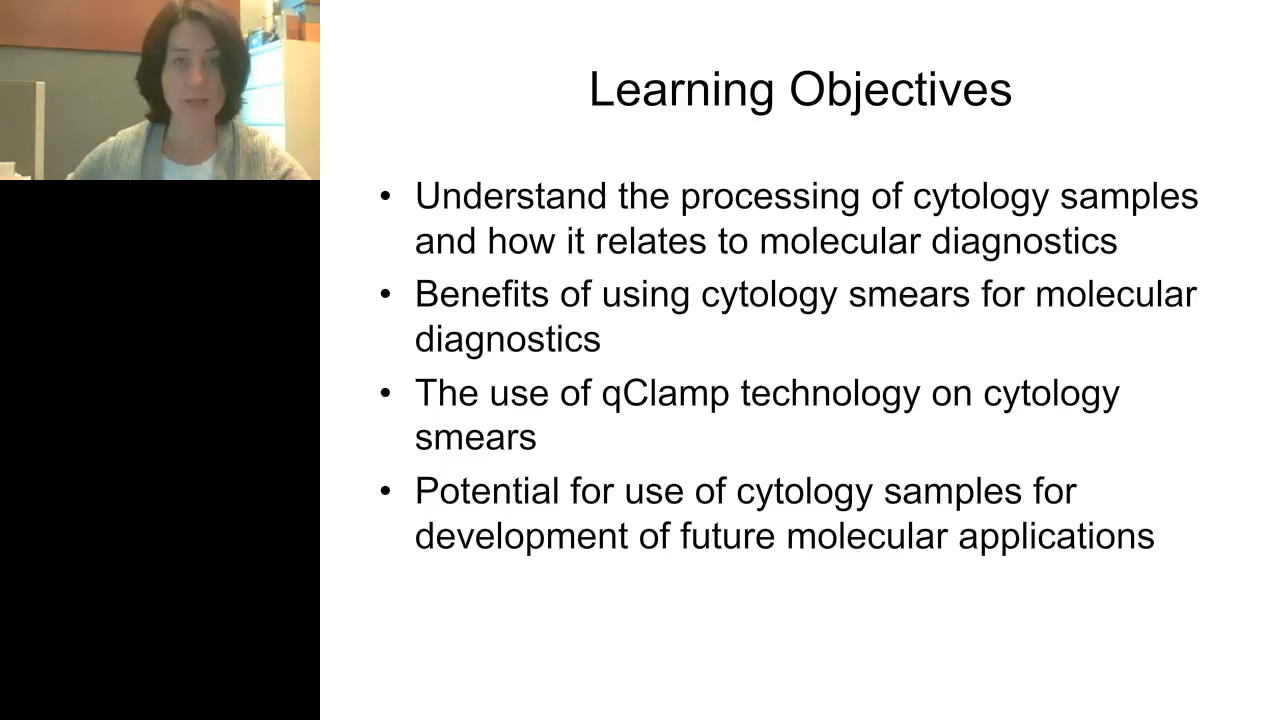 Learning Objectives
• Understand the processing of cytology samples
and how it relates to molecular diagnostics
• Benefits of using cytology smears for molecular
diagnostics
• The use of qClamp technology on cytology
smears
• Potential for use of cytology samples for
development of future molecular applications